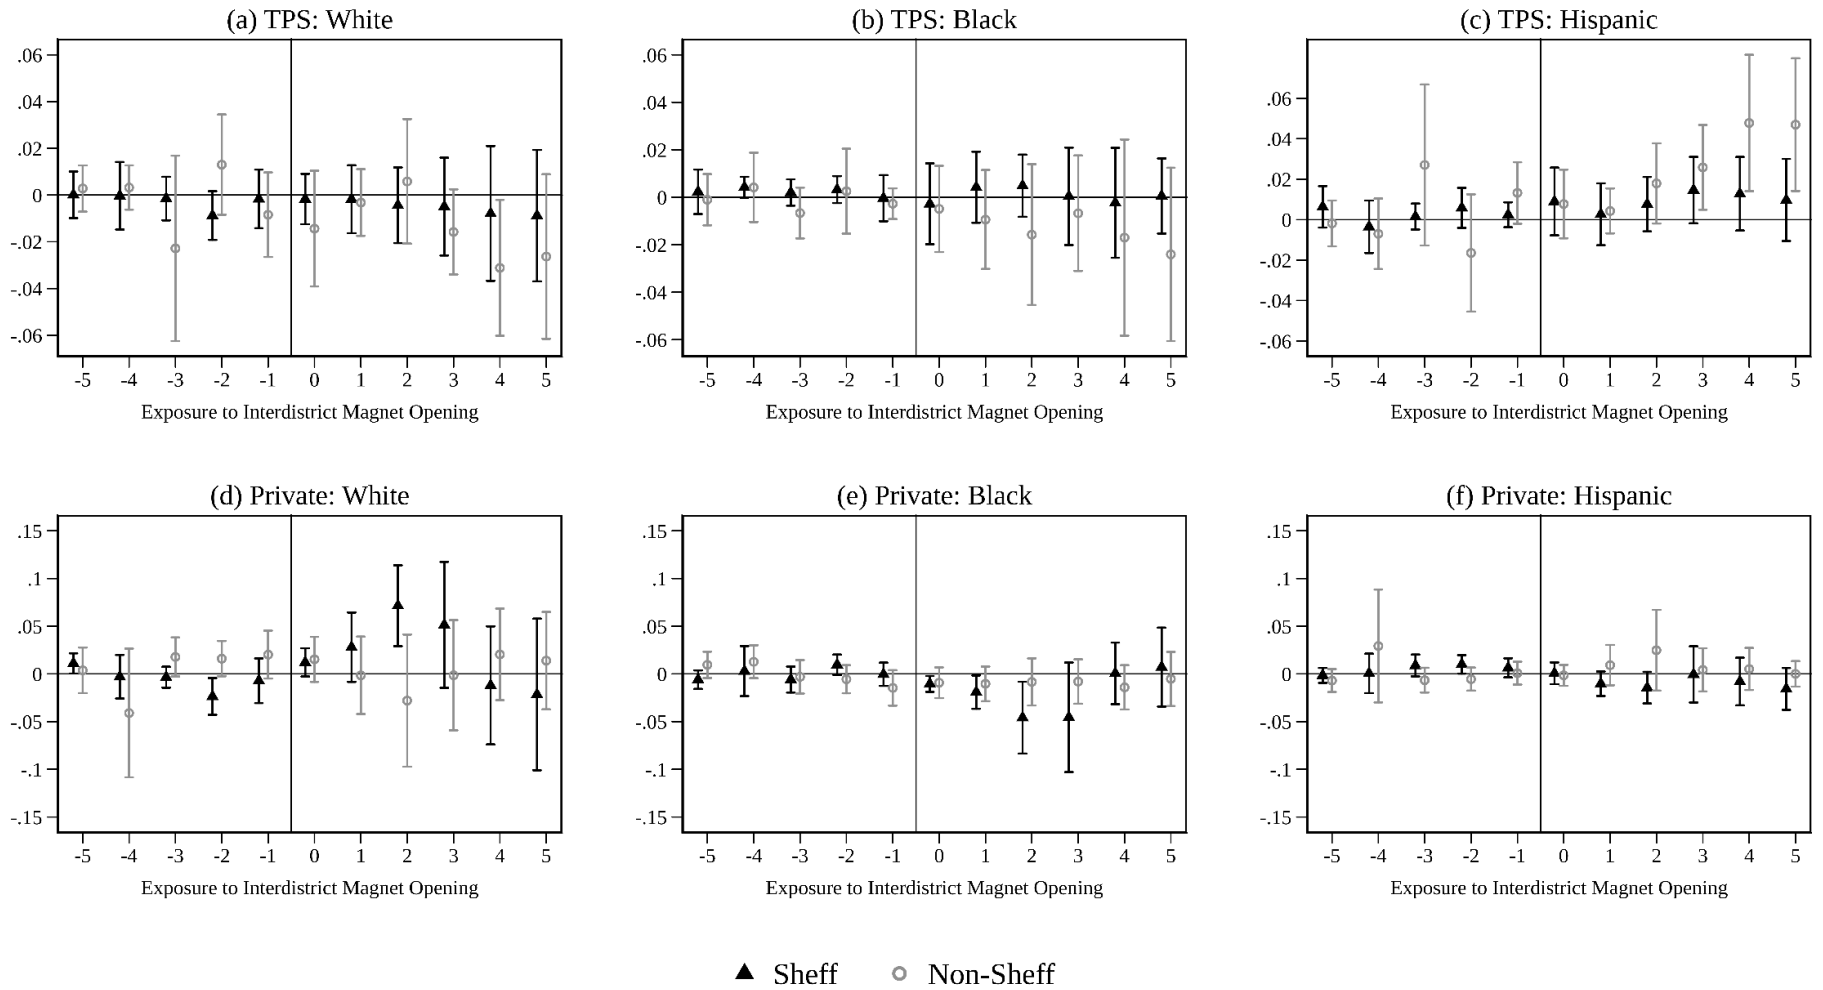 (a) TPS: White
.06
.04
.02
0
-.02
-.04
-.06
-5 -4 -3 -2 -1 0 1 2 3 4 5
Exposure to Interdistrict Magnet Opening
(b) TPS: Black
.06
.04
.02
0
-.02
-.04
-.06
-5 -4 -3 -2 -1 0 1 2 3 4 5
Exposure to Interdistrict Magnet Opening
(c) TPS: Hispanic
.06
.04
.02
0
-.02
-.04
-.06
-5 -4 -3 -2 -1 0 1 2 3 4 5
Exposure to Interdistrict Magnet Opening
(d) Private: White
.15
.1
.05
0
-.05
-.1
-.15
-5 -4 -3 -2 -1 0 1 2 3 4 5
Exposure to Interdistrict Magnet Opening
(e) Private: Black
.15
.1
.05
0
-.05
-.1
-.15
-5 -4 -3 -2 -1 0 1 2 3 4 5
Exposure to Interdistrict Magnet Opening
(f) Private: Hispanic
.15
.1
.05
0
-.05
-.1
-.15
-5 -4 -3 -2 -1 0 1 2 3 4 5
Exposure to Interdistrict Magnet Opening
Sheff Non-Sheff